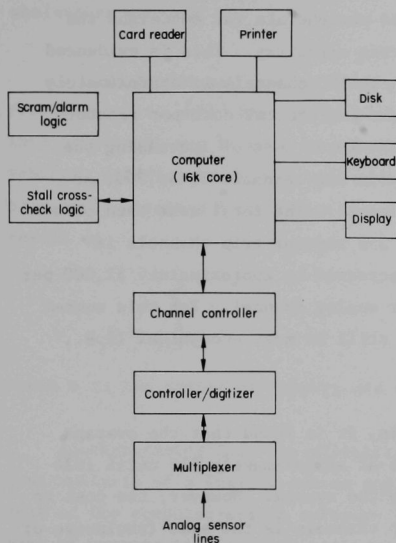 Card reader
Printer
Scram/alarm
logic
Disk
Computer
(16k core)
Keyboard
Stall cross-
check logic
Display
Channel controller
Controller/digitizer
Multiplexer
Analog sensor
lines